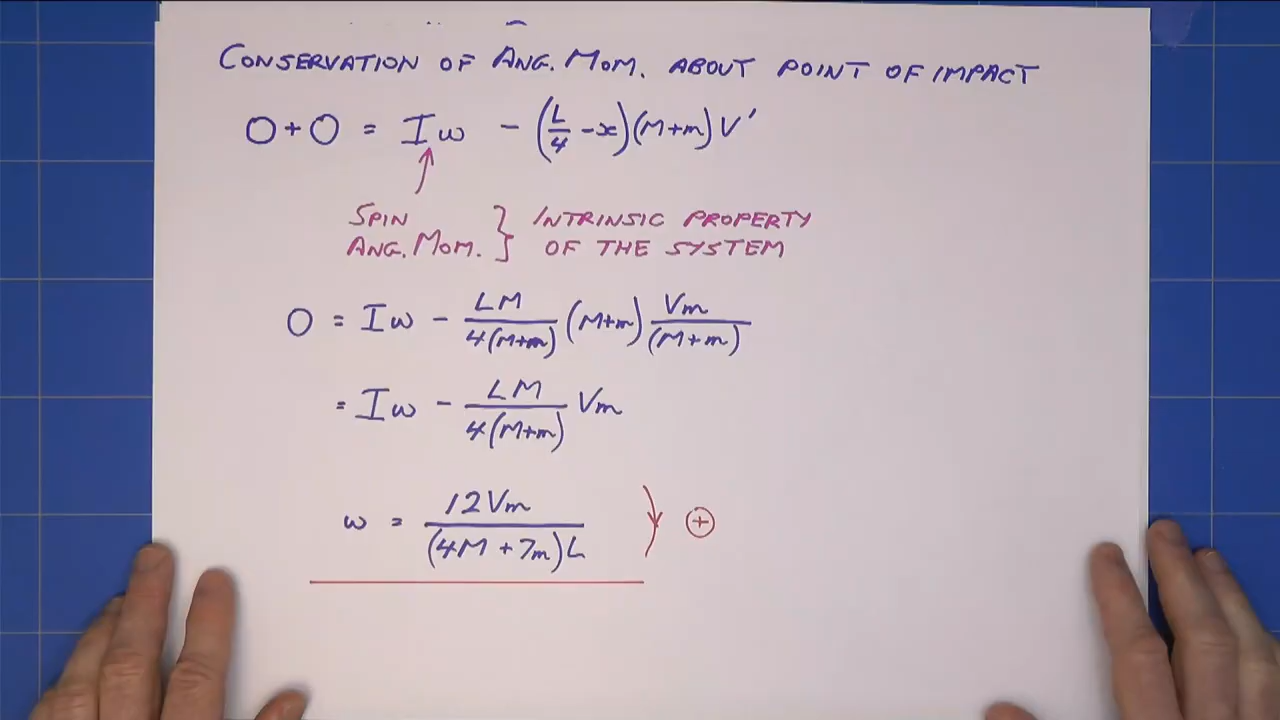 CONSERVATION OF ANG. MOM. ABOUT POINT OF IMPACT
0 + 0 = Iω - (L/4 - x)(M+m)V'
SPIN ANG. MOM. } INTRINSIC PROPERTY OF THE SYSTEM
0 = Iω - LM/4(M+m) (M+m) Vm/(M+m)
= Iω - LM/4(M+m) Vm
ω = 12Vm/(4M + 7m)L +